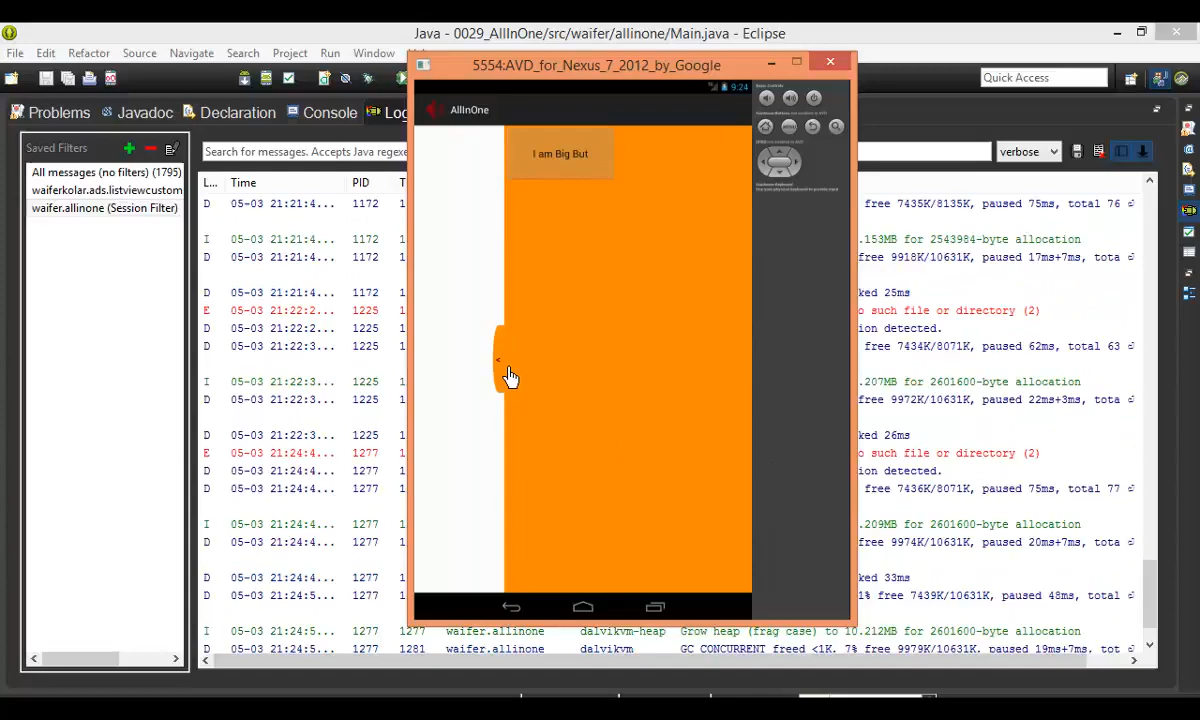 Java - 0029_AllInOne/src/waifer/allinone/Main.java - Eclipse
File Edit Refactor Source Navigate Search Project Run Window
5554:AVD_for_Nexus_7_2012_by_Google
Quick Access
Problems Javadoc Declaration Console
9:24
AllInOne
Saved Filters
Search for messages. Accepts Java regexe
verbose
All messages (no filters) (1795)
waiferkolar.ads.listviewcustom
waifer.allinone (Session Filter)
L... Time PID
I am Big But
MENU
<
D 05-03 21:21:4... 1172 free 7435K/8135K, paused 75ms, total 76
I 05-03 21:21:4... 1172 .153MB for 2543984-byte allocation
D 05-03 21:21:4... 1172 free 9918K/10631K, paused 17ms+7ms, tota
D 05-03 21:21:4... 1172 ked 25ms
E 05-03 21:22:2... 1225 o such file or directory (2)
D 05-03 21:22:2... 1225 ion detected.
D 05-03 21:22:3... 1225 free 7434K/8071K, paused 62ms, total 63
I 05-03 21:22:3... 1225 .207MB for 2601600-byte allocation
D 05-03 21:22:3... 1225 free 9972K/10631K, paused 22ms+3ms, tota
D 05-03 21:22:3... 1225 ked 26ms
E 05-03 21:24:4... 1277 o such file or directory (2)
D 05-03 21:24:4... 1277 ion detected.
D 05-03 21:24:4... 1277 free 7436K/8071K, paused 75ms, total 77
I 05-03 21:24:4... 1277 .209MB for 2601600-byte allocation
D 05-03 21:24:4... 1277 free 9974K/10631K, paused 20ms+7ms, tota
D 05-03 21:24:4... 1277 ked 33ms
D 05-03 21:24:5... 1277 % free 7439K/10631K, paused 48ms, total
I 05-03 21:24:5... 1277 1277 waifer.allinone dalvikvm-heap Grow heap (frag case) to 10.212MB for 2601600-byte allocation
D 05-03 21:24:5... 1277 1281 waifer.allinone dalvikvm GC_CONCURRENT freed <1K, 7% free 9979K/10631K, paused 19ms+7ms, tot